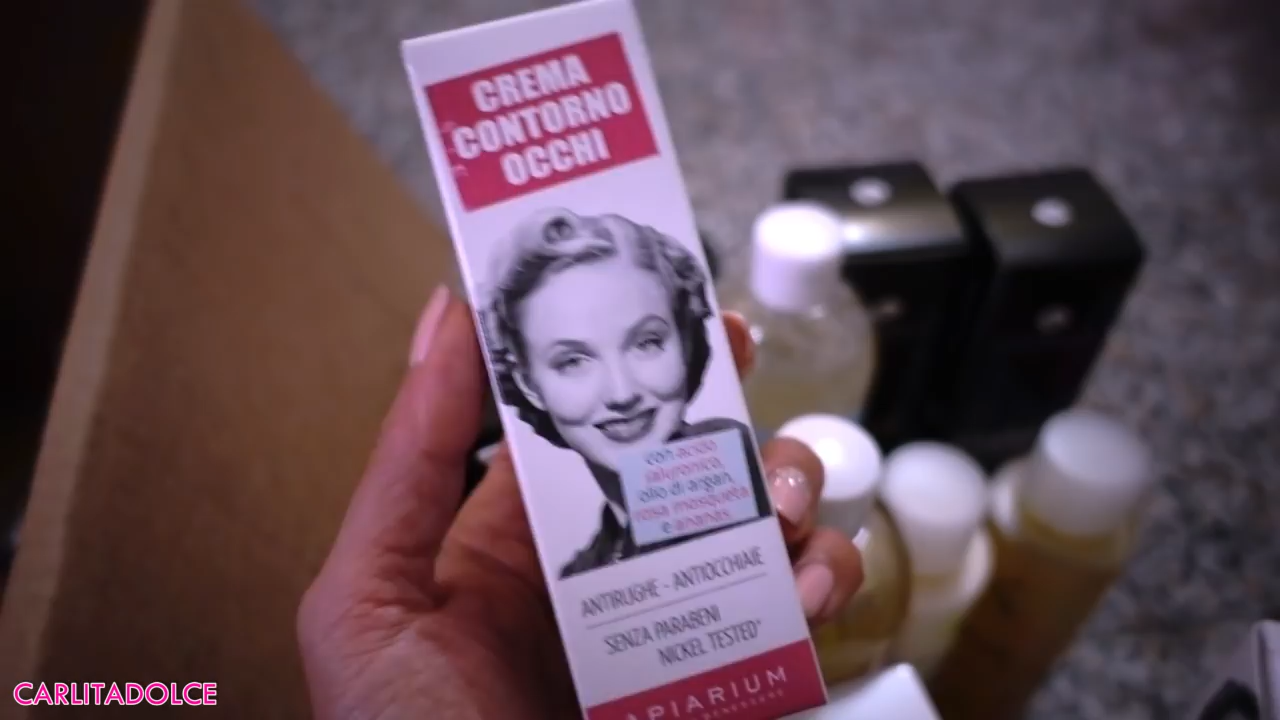 CREMA
CONTORNO
OCCHI
con acido
ialuronico,
olio di argan,
rosa mosqueta
e ananas
ANTIRUGHE - ANTIOCCHIAIE
SENZA PARABENI
NICKEL TESTED*
APIARIUM
CARLITADOLCE